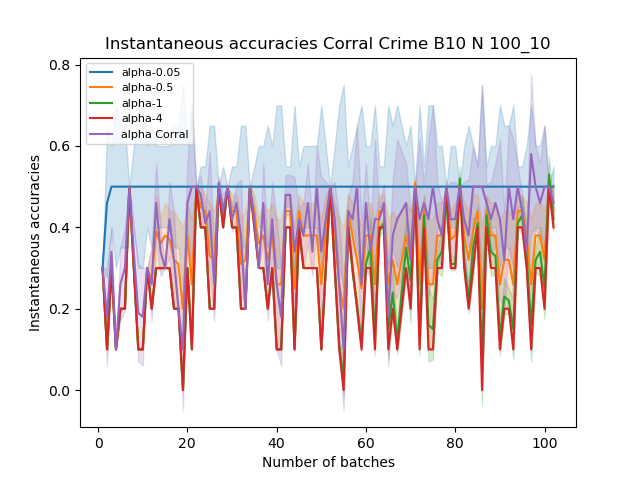 Instantaneous accuracies Corral Crime B10 N 100_10
alpha-0.05
alpha-0.5
alpha-1
alpha-4
alpha Corral
Instantaneous accuracies
0.8
0.6
0.4
0.2
0.0
0 20 40 60 80 100
Number of batches